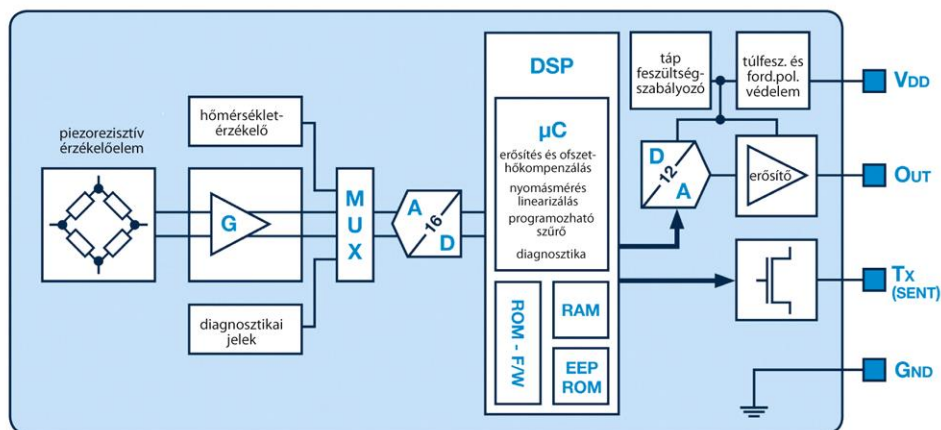 piezorezisztív
érzékelőelem
hőmérséklet-
érzékelő
G
diagnosztikai
jelek
MUX
A
16
D
DSP
µC
erősítés és ofszet-
hőkompenzálás
nyomásmérés
linearizálás
programozható
szűrő
diagnosztika
ROM - F/W
RAM
EEP
ROM
táp
feszültség-
szabályozó
túlfesz. és
ford.pol.
védelem
D
12
A
erősítő
VDD
OUT
TX
(SENT)
GND